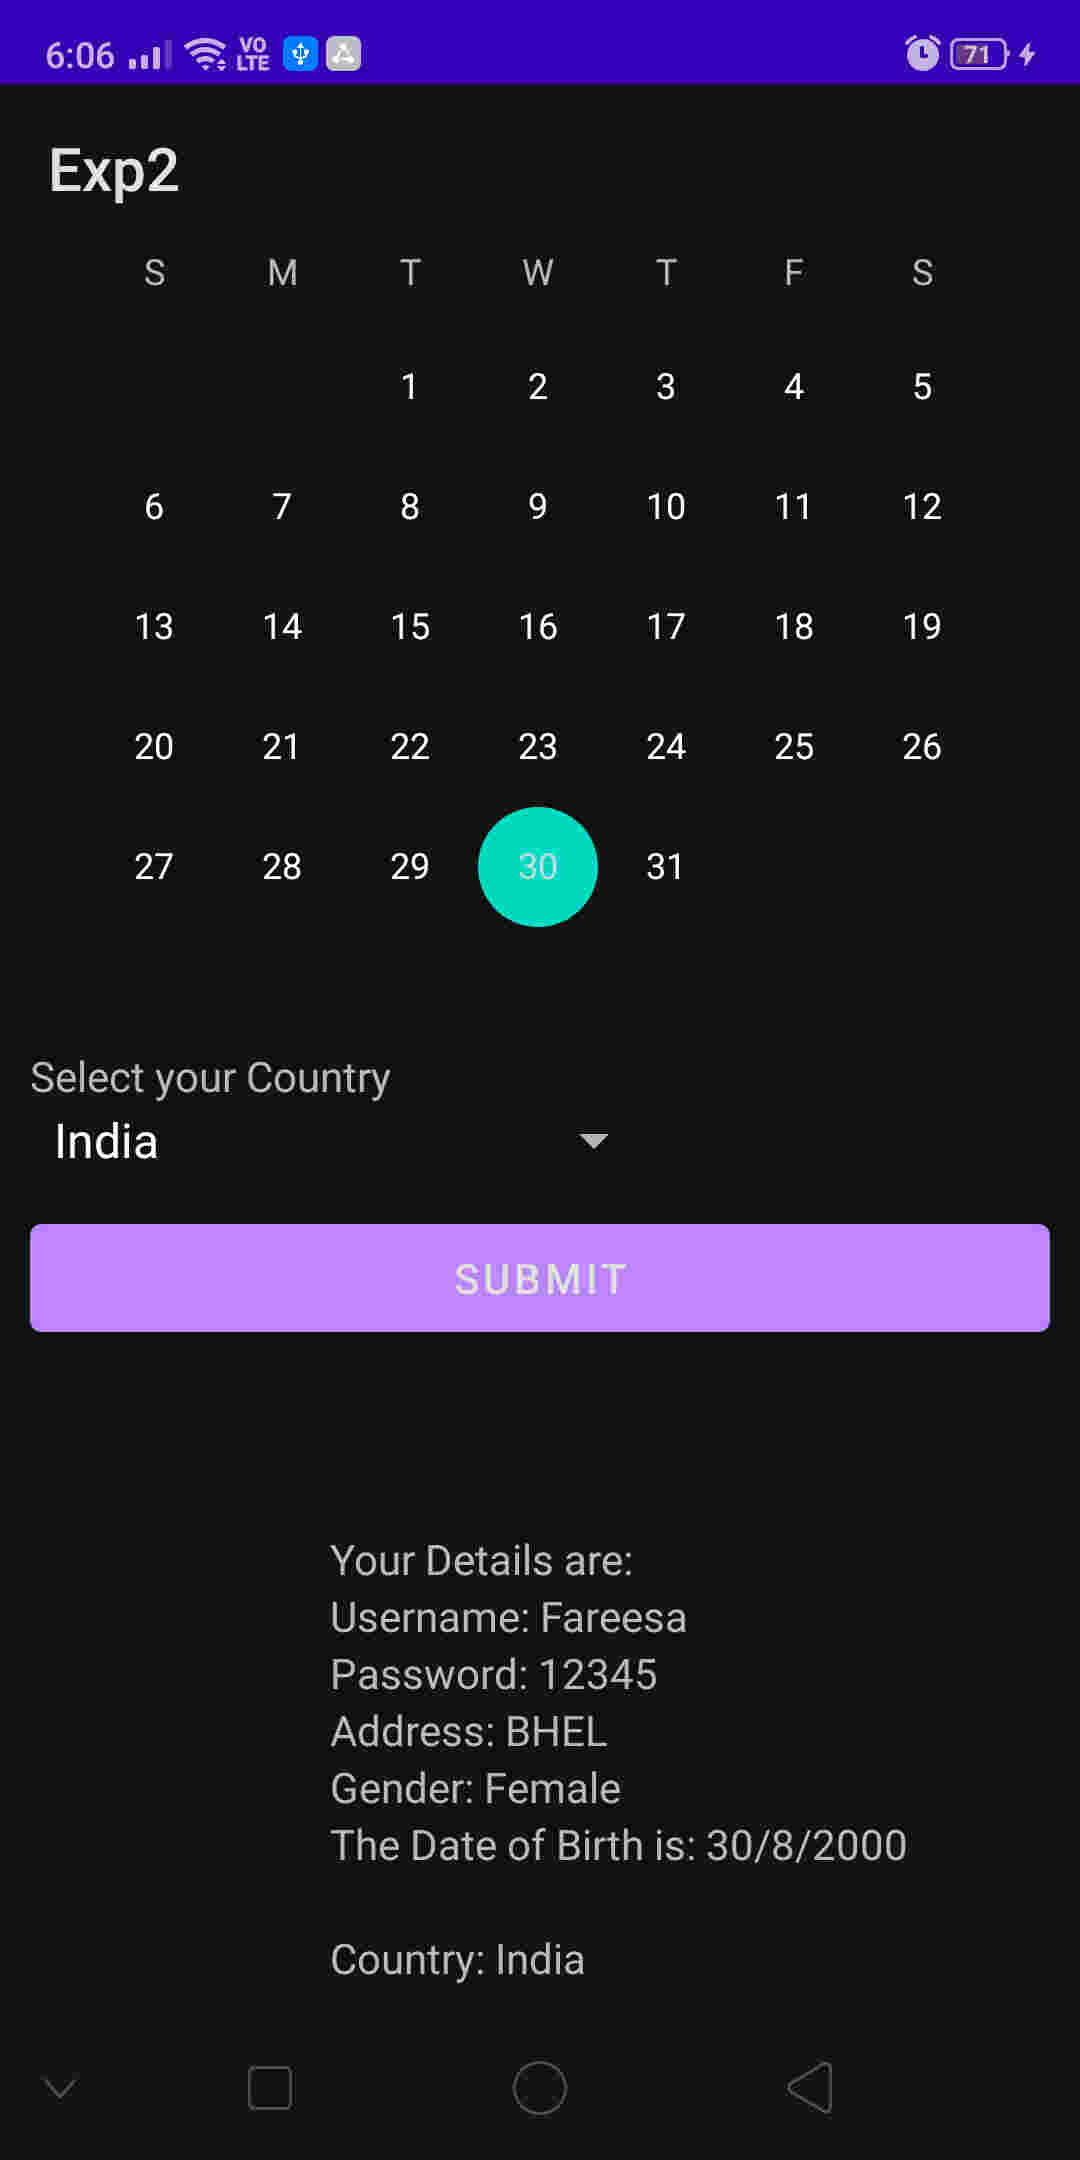 6:06 VO LTE 71
Exp2
S M T W T F S
1 2 3 4 5
6 7 8 9 10 11 12
13 14 15 16 17 18 19
20 21 22 23 24 25 26
27 28 29 30 31
Select your Country
India
SUBMIT
Your Details are:
Username: Fareesa
Password: 12345
Address: BHEL
Gender: Female
The Date of Birth is: 30/8/2000
Country: India